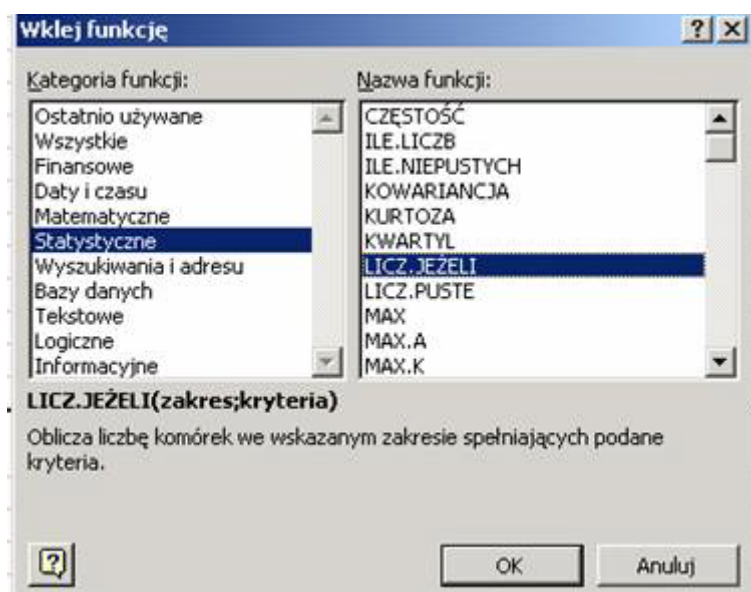 Wklej funkcję
Kategoria funkcji:
Ostatnio używane
Wszystkie
Finansowe
Daty i czasu
Matematyczne
Statystyczne
Wyszukiwania i adresu
Bazy danych
Tekstowe
Logiczne
Informacyjne
Nazwa funkcji:
CZĘSTOŚĆ
ILE.LICZB
ILE.NIEPUSTYCH
KOWARIANCJA
KURTOZA
KWARTYL
LICZ.JEŻELI
LICZ.PUSTE
MAX
MAX.A
MAX.K
LICZ.JEŻELI(zakres;kryteria)
Oblicza liczbę komórek we wskazanym zakresie spełniających podane
kryteria.
OK
Anuluj